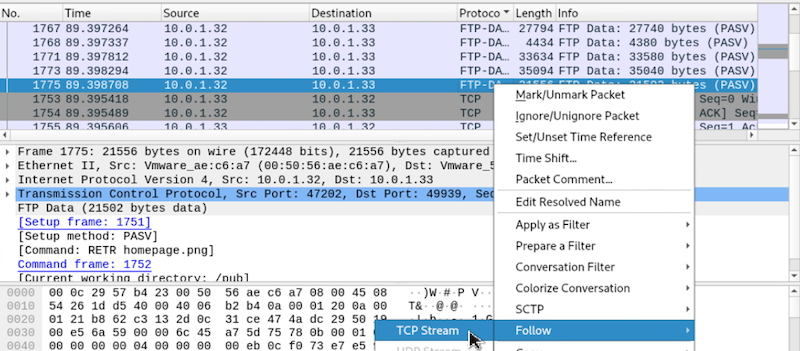 No. Time Source Destination Protoco Length Info
1767 89.397264 10.0.1.32 10.0.1.33 FTP-DA… 27794 FTP Data: 27740 bytes (PASV)
1768 89.397337 10.0.1.32 10.0.1.33 FTP-DA… 4434 FTP Data: 4380 bytes (PASV)
1771 89.397812 10.0.1.32 10.0.1.33 FTP-DA… 33634 FTP Data: 33580 bytes (PASV)
1773 89.398294 10.0.1.32 10.0.1.33 FTP-DA… 35094 FTP Data: 35040 bytes (PASV)
1775 89.398708 10.0.1.32 10.0.1.33
1753 89.395418 10.0.1.33 10.0.1.32 TCP Seq=0
1754 89.395489 10.0.1.32 10.0.1.33 TCP ACK]
1755 89.395606 10.0.1.33 10.0.1.32 TCP Seq=1
Mark/Unmark Packet
Ignore/Unignore Packet
Set/Unset Time Reference
Time Shift...
Packet Comment...
Edit Resolved Name
Apply as Filter
Prepare a Filter
Conversation Filter
Colorize Conversation
SCTP
Follow
TCP Stream
Frame 1775: 21556 bytes on wire (172448 bits), 21556 bytes captured
Ethernet II, Src: Vmware_ae:c6:a7 (00:50:56:ae:c6:a7), Dst: Vmware_5
Internet Protocol Version 4, Src: 10.0.1.32, Dst: 10.0.1.33
Transmission Control Protocol, Src Port: 47202, Dst Port: 49939, Seq
FTP Data (21502 bytes data)
[Setup frame: 1751]
[Setup method: PASV]
[Command: RETR homepage.png]
Command frame: 1752
[Current working directory: /pub]
0000 00 0c 29 57 b4 23 00 50 56 ae c6 a7 08 00 45 08 ··)W·#·P V·
0010 54 26 1d d5 40 00 40 06 b2 b4 0a 00 01 20 0a 00 T&··@·@·
0020 01 21 b8 62 c3 13 2d 0c 31 ce 47 4a dc 29 50 19
0030 00 e5 6a 59 00 00 6c 45 a7 5d 75 78 0b 00 01
0040 00 00 00 00 00 00 00 00 eb 0c f0 73 e7 e5